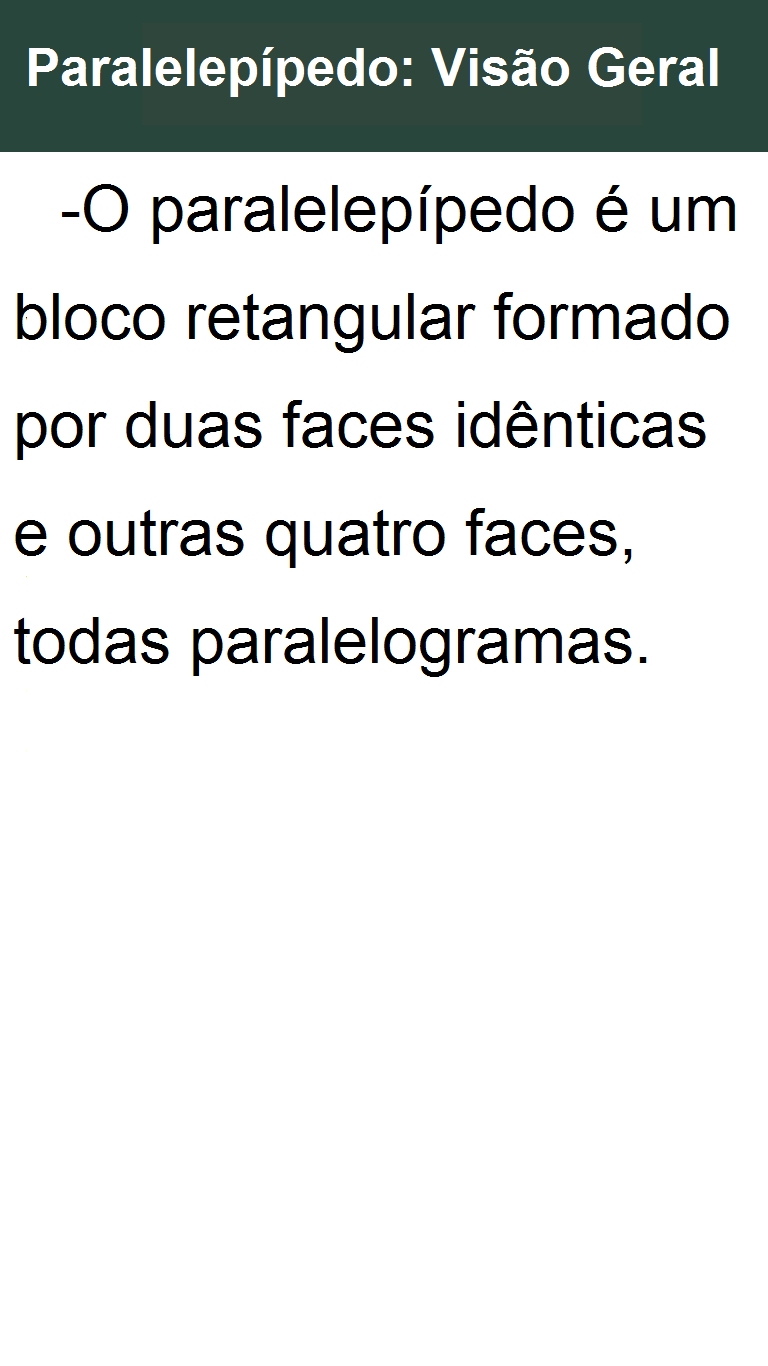 Paralelepípedo: Visão Geral
-O paralelepípedo é um
bloco retangular formado
por duas faces idênticas
e outras quatro faces,
todas paralelogramas.